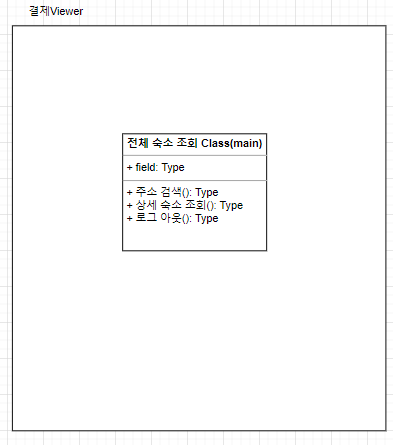 결제Viewer
전체 숙소 조회 Class(main)
+ field: Type
+ 주소 검색(): Type
+ 상세 숙소 조회(): Type
+ 로그 아웃(): Type